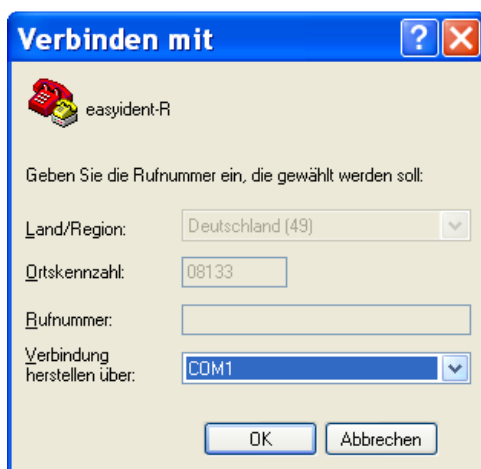 Verbinden mit
easyident-R
Geben Sie die Rufnummer ein, die gewählt werden soll:
Land/Region: Deutschland (49)
Ortskennzahl: 08133
Rufnummer:
Verbindung
herstellen über: COM1
OK Abbrechen